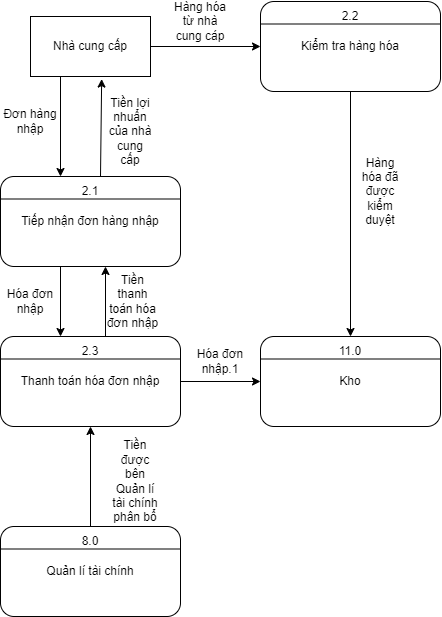 Nhà cung cấp
Hàng hóa
từ nhà
cung cáp
2.2
Kiểm tra hàng hóa
Đơn hàng
nhập
Tiền lợi
nhuẩn
của nhà
cung
cấp
2.1
Tiếp nhận đơn hàng nhập
Hàng
hóa đã
được
kiểm
duyệt
Hóa đơn
nhập
Tiền
thanh
toán hóa
đơn nhập
2.3
Thanh toán hóa đơn nhập
Hóa đơn
nhập.1
11.0
Kho
Tiền
được
bên
Quản lí
tài chính
phân bổ
8.0
Quản lí tài chính